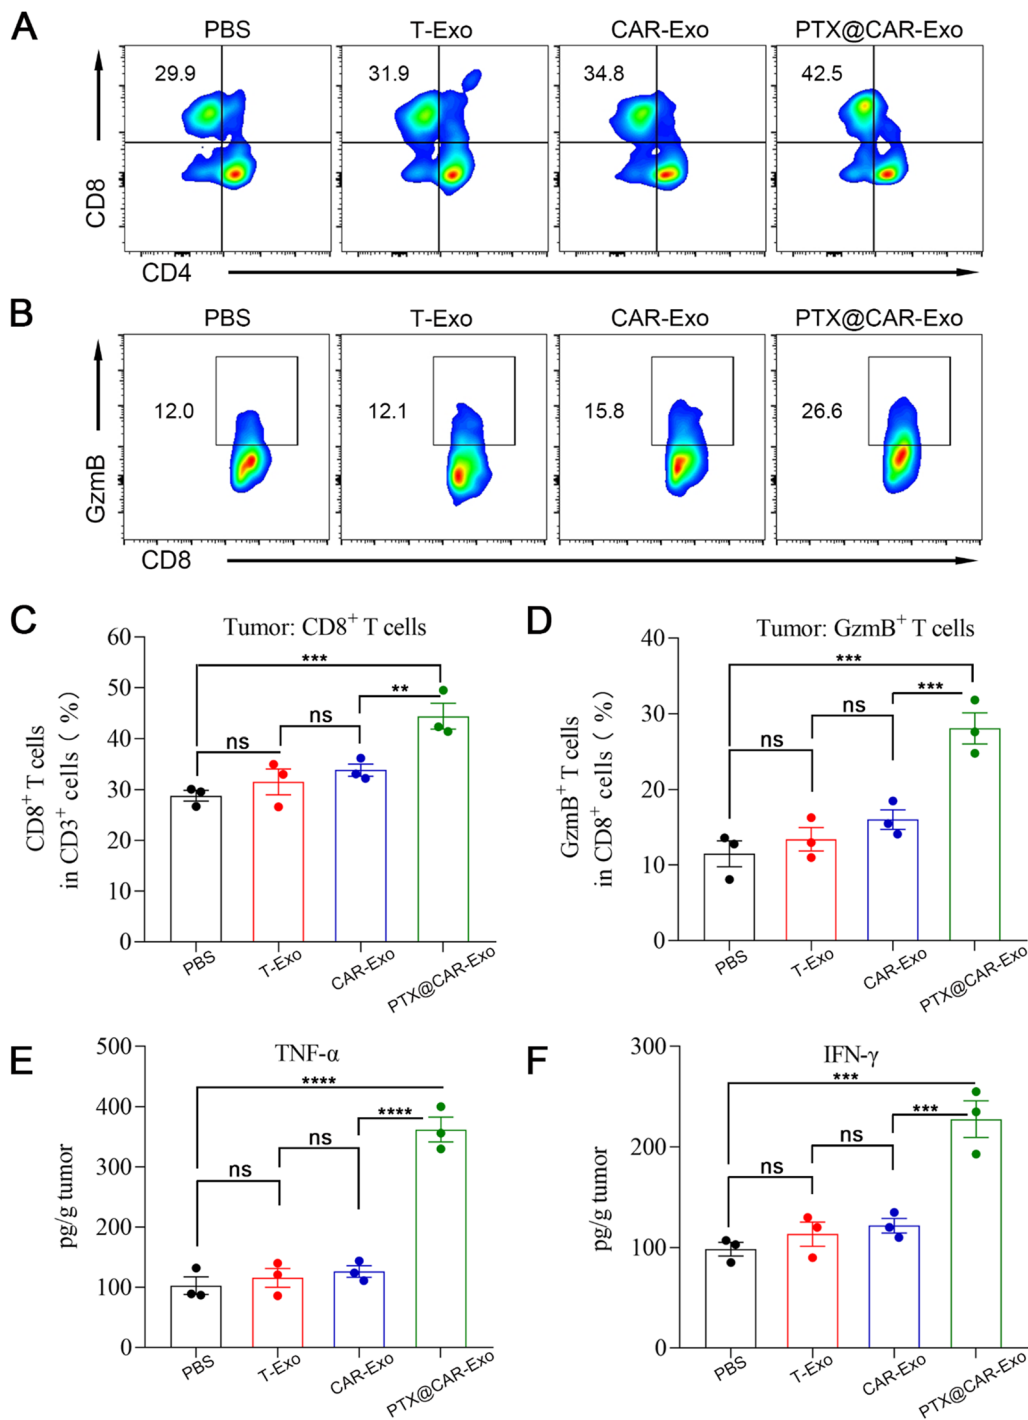 A
PBS T-Exo CAR-Exo PTX@CAR-Exo
29.9 31.9 34.8 42.5
CD8
CD4
B
PBS T-Exo CAR-Exo PTX@CAR-Exo
12.0 12.1 15.8 26.6
GzmB
CD8
C
Tumor: CD8+ T cells
CD8+ T cells
in CD3+ cells ( %)
60
50
40
30
20
10
0
***
**
ns
ns
PBS T-Exo CAR-Exo PTX@CAR-Exo
D
Tumor: GzmB+ T cells
GzmB+ T cells
in CD8+ cells ( %)
40
30
20
10
0
***
***
ns
ns
PBS T-Exo CAR-Exo PTX@CAR-Exo
E
TNF-α
pg/g tumor
500
400
300
200
100
0
****
****
ns
ns
PBS T-Exo CAR-Exo PTX@CAR-Exo
F
IFN-γ
pg/g tumor
300
200
100
0
***
***
ns
ns
PBS T-Exo CAR-Exo PTX@CAR-Exo